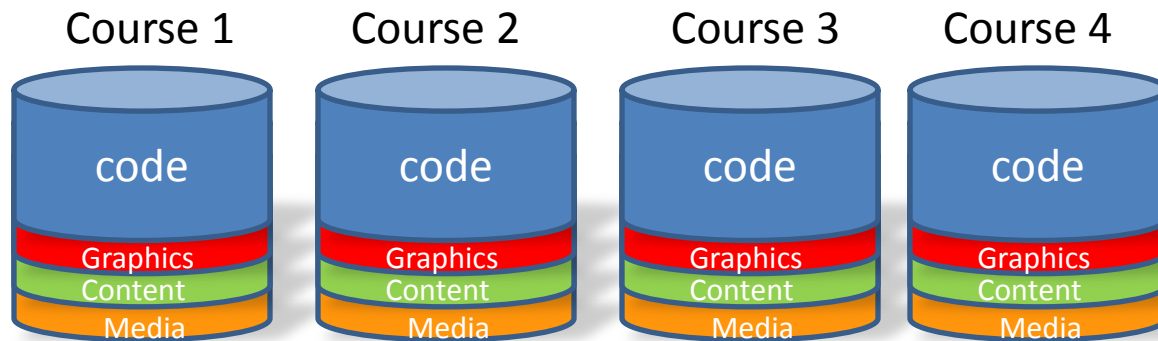 Course 1 Course 2 Course 3 Course 4
code code code code
Graphics Graphics Graphics Graphics
Content Content Content Content
Media Media Media Media